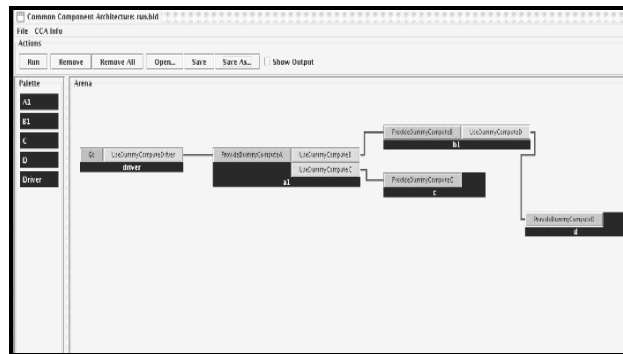 Common Component Architecture: run.bld
File CCA Info
Actions
Run Remove Remove All Open... Save Save As... Show Output
Palette Arena
A1
B1
C
D
Driver
Go UseDummyComputeDriver
driver
ProvideDummyComputeA UseDummyComputeB
UseDummyComputeC
a1
ProvideDummyComputeB UseDummyComputeD
b1
ProvideDummyComputeC
c
ProvideDummyComputeD
d